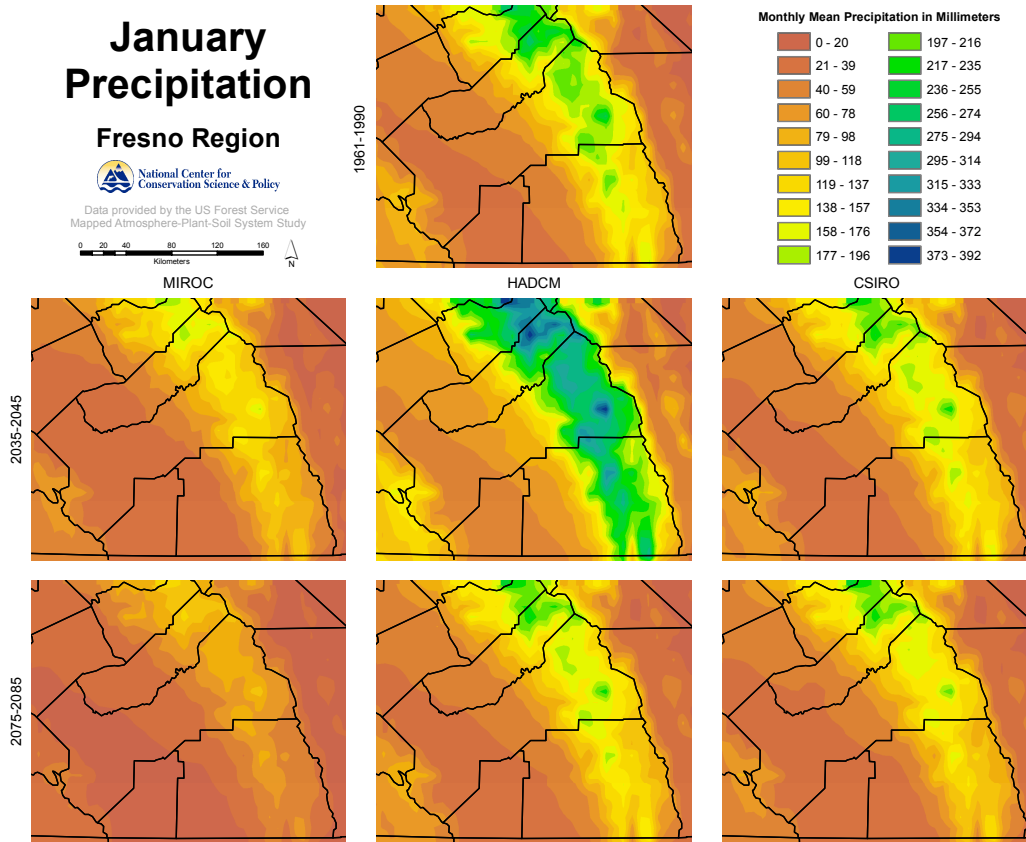 January
Precipitation
Fresno Region
National Center for
Conservation Science & Policy
Data provided by the US Forest Service
Mapped Atmosphere-Plant-Soil System Study
0 20 40 80 120 160
Kilometers
N
1961-1990
Monthly Mean Precipitation in Millimeters
0 - 20
21 - 39
40 - 59
60 - 78
79 - 98
99 - 118
119 - 137
138 - 157
158 - 176
177 - 196
197 - 216
217 - 235
236 - 255
256 - 274
275 - 294
295 - 314
315 - 333
334 - 353
354 - 372
373 - 392
MIROC
HADCM
CSIRO
2035-2045
2075-2085